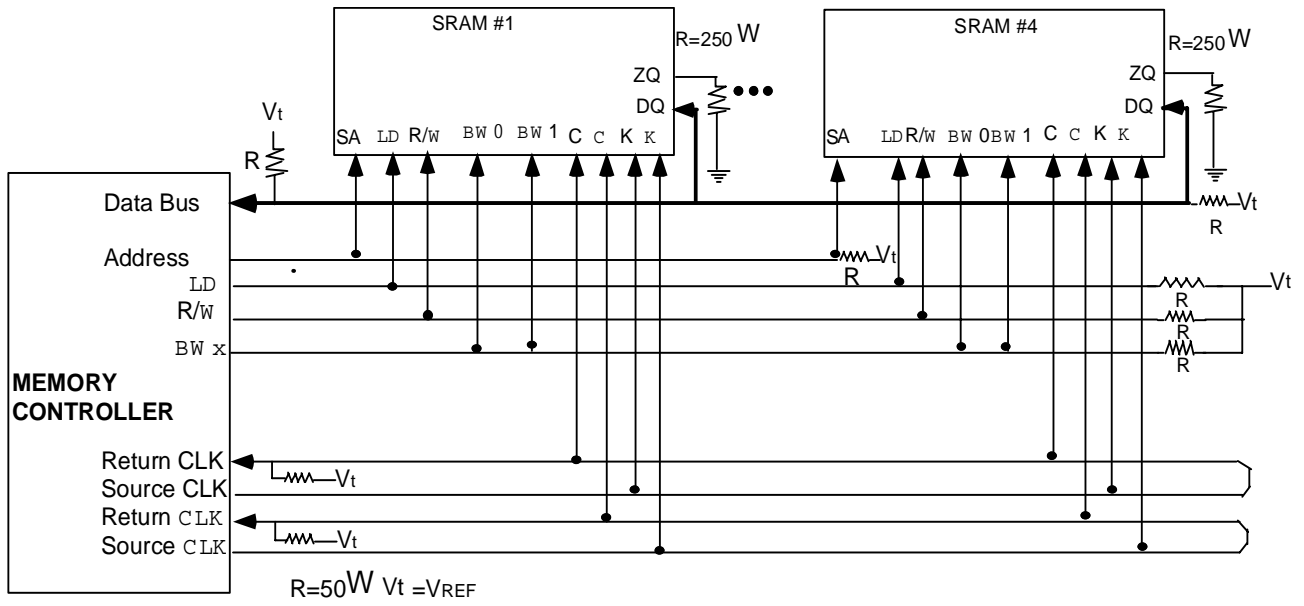 SRAM #1
R=250 W
ZQ
DQ
SA LD R/W BW 0 BW 1 C C K K
SRAM #4
R=250 W
ZQ
DQ
SA LD R/W BW 0 BW 1 C C K K
Vt
R
Data Bus
Vt
R
Address
Vt
R
LD
Vt
R
R/W
R
BW x
R
MEMORY
CONTROLLER
Return CLK
Vt
Source CLK
Return CLK
Vt
Source CLK
R=50W Vt =VREF